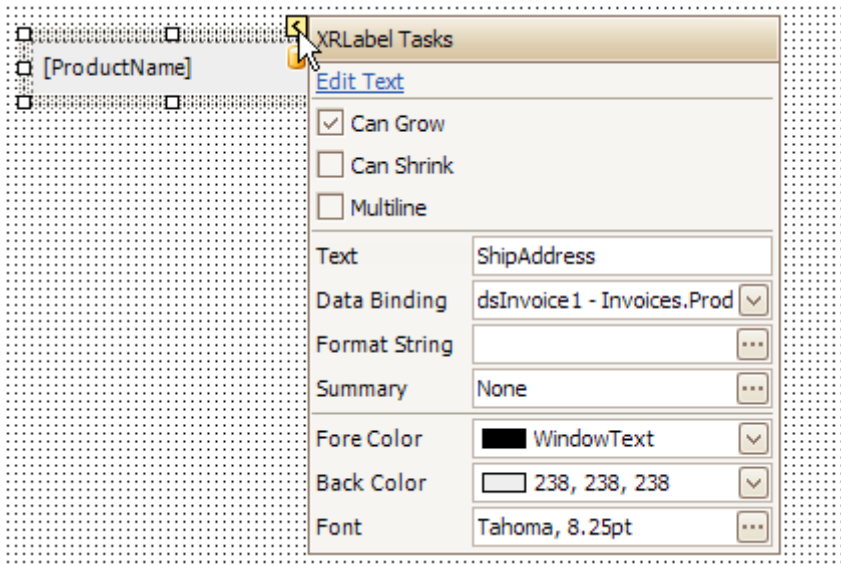 XRLabel Tasks
[ProductName]
Edit Text
Can Grow
Can Shrink
Multiline
Text ShipAddress
Data Binding dsInvoice1 - Invoices.Prod
Format String
Summary None
Fore Color WindowText
Back Color 238, 238, 238
Font Tahoma, 8.25pt